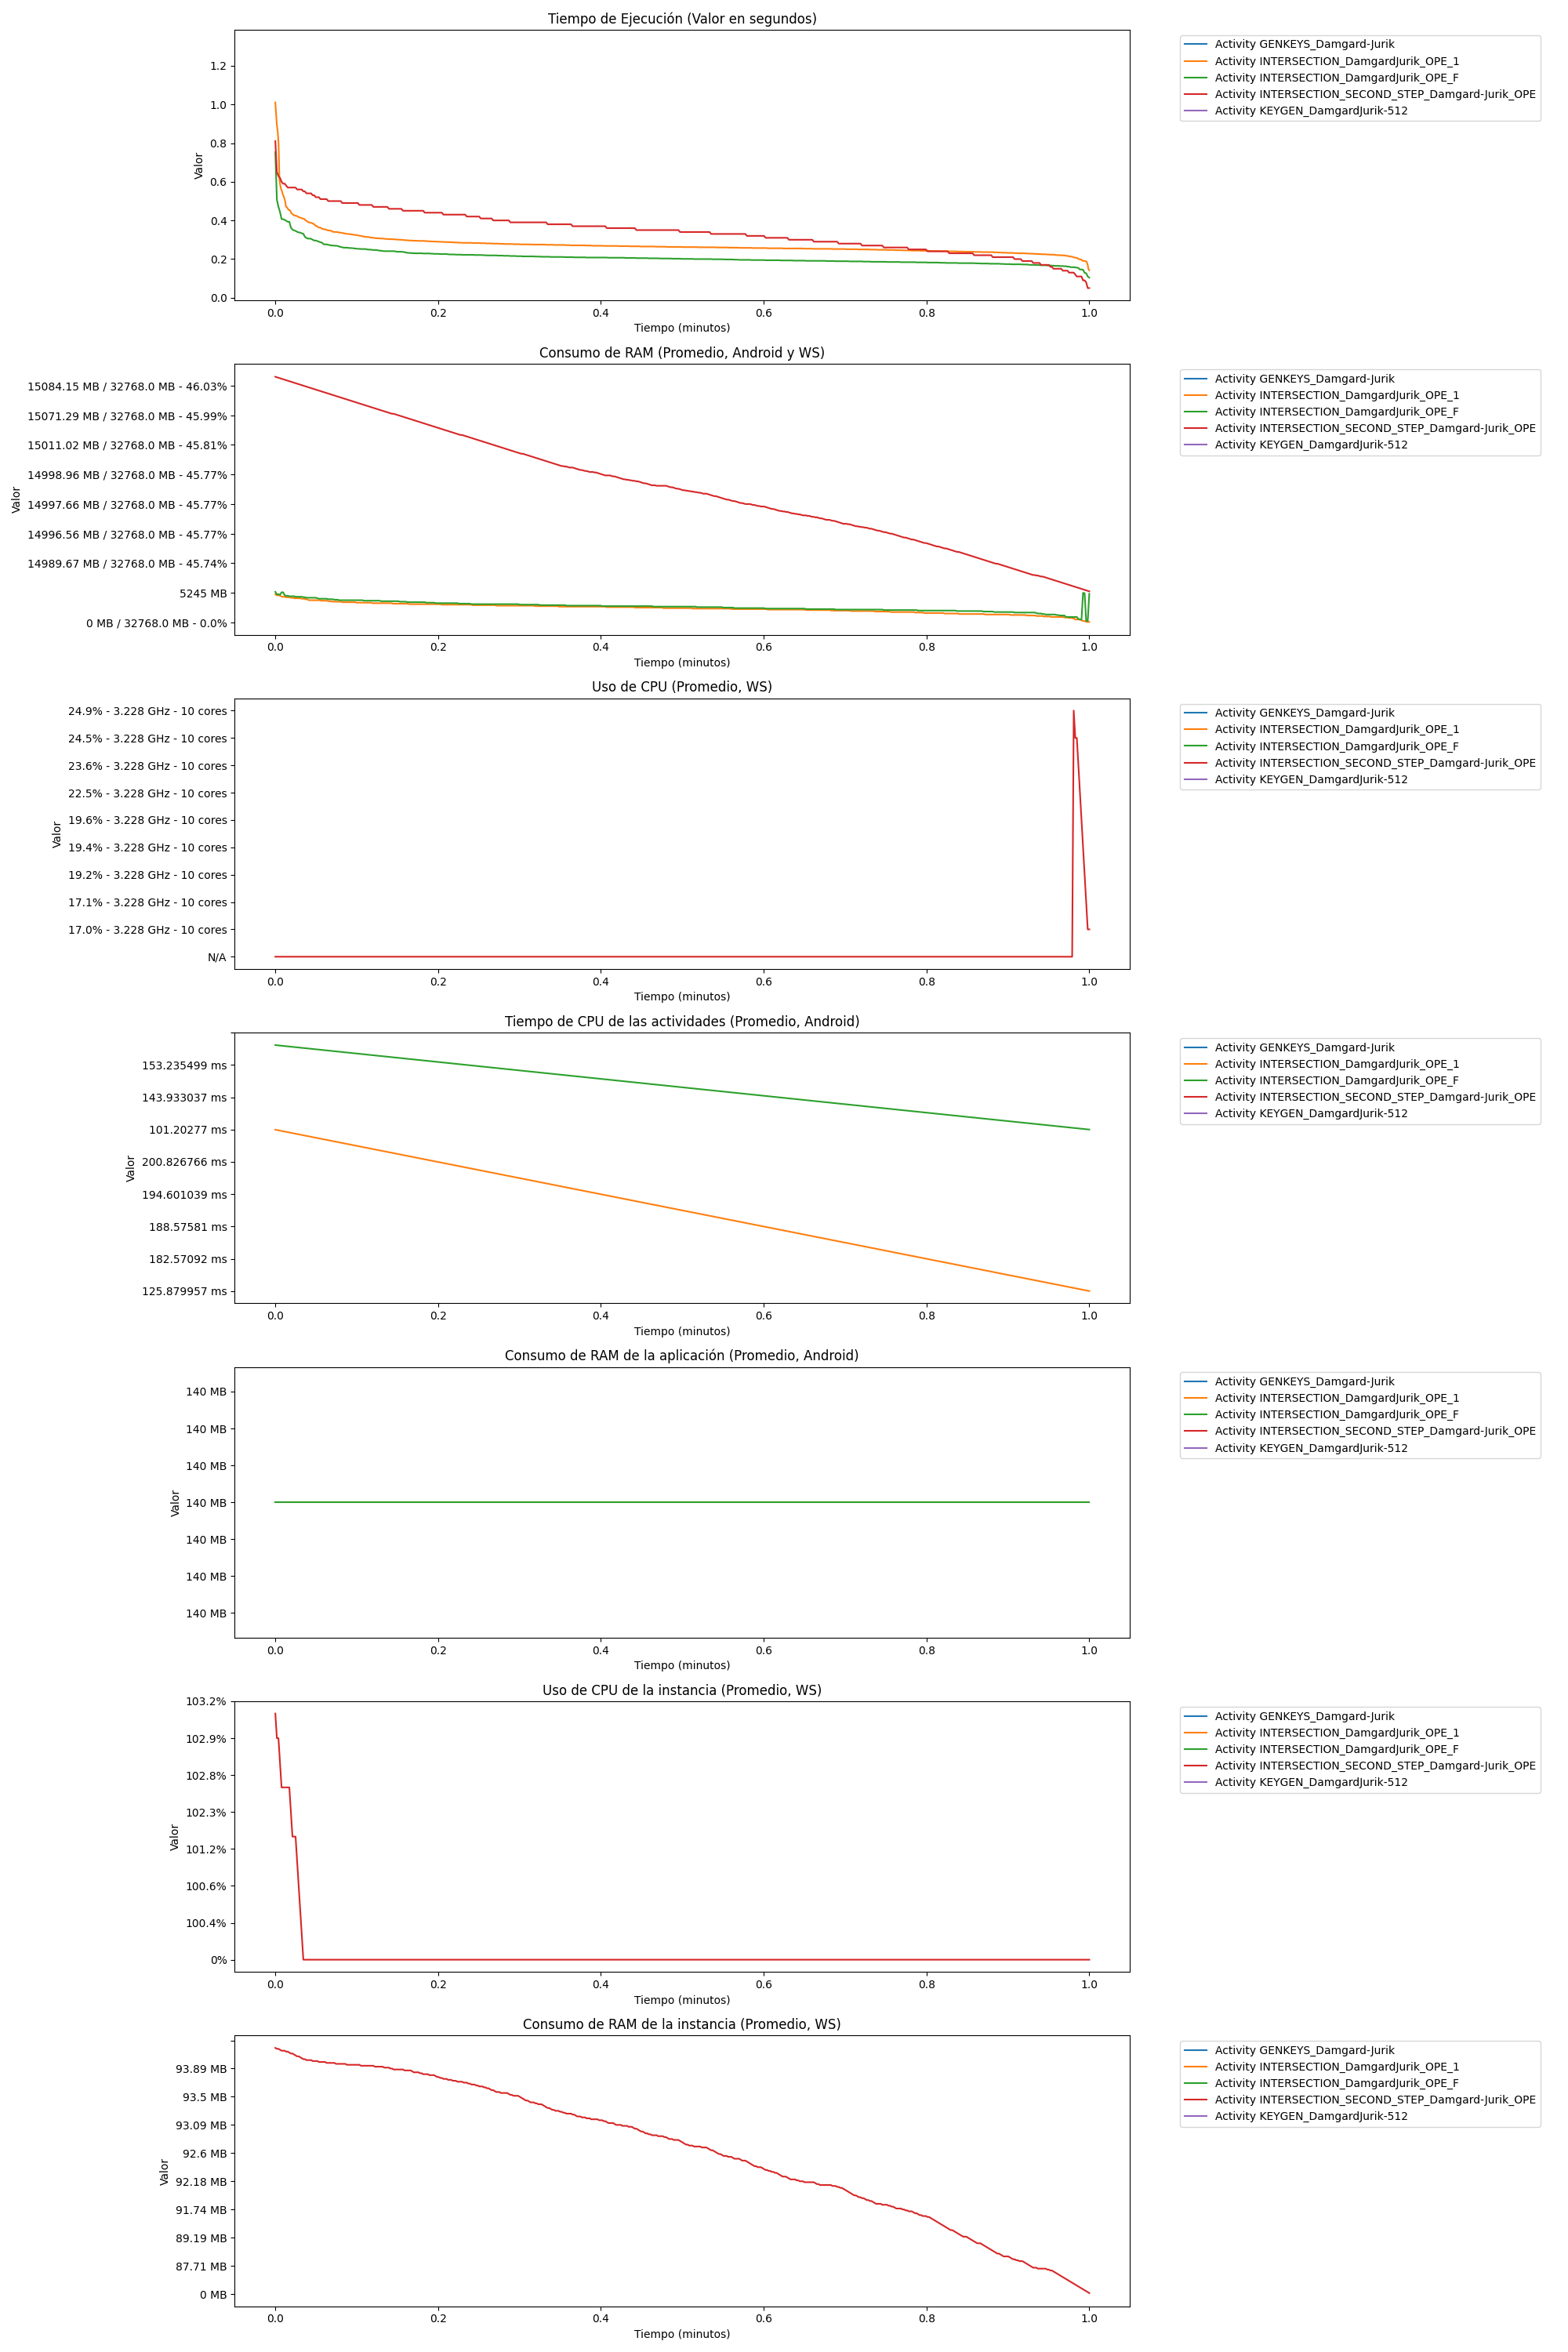 Tiempo de Ejecución (Valor en segundos)
Valor
1.2
1.0
0.8
0.6
0.4
0.2
0.0
0.0 0.2 0.4 0.6 0.8 1.0
Tiempo (minutos)
Activity GENKEYS_Damgard-Jurik
Activity INTERSECTION_DamgardJurik_OPE_1
Activity INTERSECTION_DamgardJurik_OPE_F
Activity INTERSECTION_SECOND_STEP_Damgard-Jurik_OPE
Activity KEYGEN_DamgardJurik-512
Consumo de RAM (Promedio, Android y WS)
Valor
15084.15 MB / 32768.0 MB - 46.03%
15071.29 MB / 32768.0 MB - 45.99%
15011.02 MB / 32768.0 MB - 45.81%
14998.96 MB / 32768.0 MB - 45.77%
14997.66 MB / 32768.0 MB - 45.77%
14996.56 MB / 32768.0 MB - 45.77%
14989.67 MB / 32768.0 MB - 45.74%
5245 MB
0 MB / 32768.0 MB - 0.0%
0.0 0.2 0.4 0.6 0.8 1.0
Tiempo (minutos)
Activity GENKEYS_Damgard-Jurik
Activity INTERSECTION_DamgardJurik_OPE_1
Activity INTERSECTION_DamgardJurik_OPE_F
Activity INTERSECTION_SECOND_STEP_Damgard-Jurik_OPE
Activity KEYGEN_DamgardJurik-512
Uso de CPU (Promedio, WS)
Valor
24.9% - 3.228 GHz - 10 cores
24.5% - 3.228 GHz - 10 cores
23.6% - 3.228 GHz - 10 cores
22.5% - 3.228 GHz - 10 cores
19.6% - 3.228 GHz - 10 cores
19.4% - 3.228 GHz - 10 cores
19.2% - 3.228 GHz - 10 cores
17.1% - 3.228 GHz - 10 cores
17.0% - 3.228 GHz - 10 cores
N/A
0.0 0.2 0.4 0.6 0.8 1.0
Tiempo (minutos)
Activity GENKEYS_Damgard-Jurik
Activity INTERSECTION_DamgardJurik_OPE_1
Activity INTERSECTION_DamgardJurik_OPE_F
Activity INTERSECTION_SECOND_STEP_Damgard-Jurik_OPE
Activity KEYGEN_DamgardJurik-512
Tiempo de CPU de las actividades (Promedio, Android)
Valor
153.235499 ms
143.933037 ms
101.20277 ms
200.826766 ms
194.601039 ms
188.57581 ms
182.57092 ms
125.879957 ms
0.0 0.2 0.4 0.6 0.8 1.0
Tiempo (minutos)
Activity GENKEYS_Damgard-Jurik
Activity INTERSECTION_DamgardJurik_OPE_1
Activity INTERSECTION_DamgardJurik_OPE_F
Activity INTERSECTION_SECOND_STEP_Damgard-Jurik_OPE
Activity KEYGEN_DamgardJurik-512
Consumo de RAM de la aplicación (Promedio, Android)
Valor
140 MB
140 MB
140 MB
140 MB
140 MB
140 MB
140 MB
0.0 0.2 0.4 0.6 0.8 1.0
Tiempo (minutos)
Activity GENKEYS_Damgard-Jurik
Activity INTERSECTION_DamgardJurik_OPE_1
Activity INTERSECTION_DamgardJurik_OPE_F
Activity INTERSECTION_SECOND_STEP_Damgard-Jurik_OPE
Activity KEYGEN_DamgardJurik-512
Uso de CPU de la instancia (Promedio, WS)
Valor
103.2%
102.9%
102.8%
102.3%
101.2%
100.6%
100.4%
0%
0.0 0.2 0.4 0.6 0.8 1.0
Tiempo (minutos)
Activity GENKEYS_Damgard-Jurik
Activity INTERSECTION_DamgardJurik_OPE_1
Activity INTERSECTION_DamgardJurik_OPE_F
Activity INTERSECTION_SECOND_STEP_Damgard-Jurik_OPE
Activity KEYGEN_DamgardJurik-512
Consumo de RAM de la instancia (Promedio, WS)
Valor
93.89 MB
93.5 MB
93.09 MB
92.6 MB
92.18 MB
91.74 MB
89.19 MB
87.71 MB
0 MB
0.0 0.2 0.4 0.6 0.8 1.0
Tiempo (minutos)
Activity GENKEYS_Damgard-Jurik
Activity INTERSECTION_DamgardJurik_OPE_1
Activity INTERSECTION_DamgardJurik_OPE_F
Activity INTERSECTION_SECOND_STEP_Damgard-Jurik_OPE
Activity KEYGEN_DamgardJurik-512